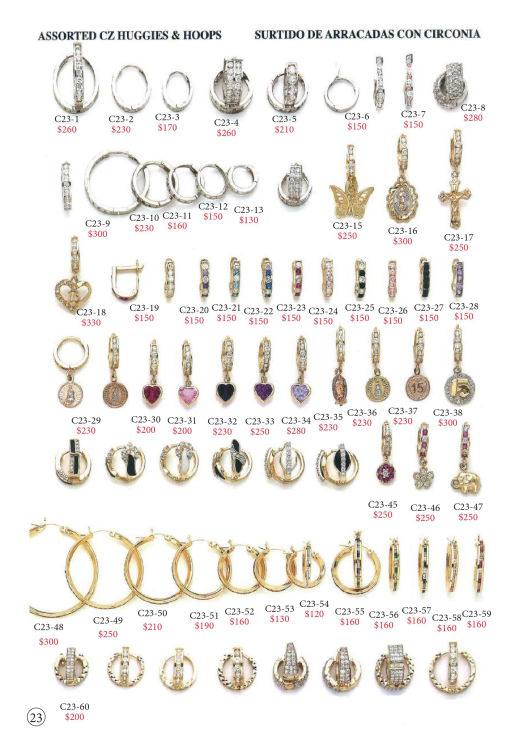 ASSORTED CZ HUGGIES & HOOPS SURTIDO DE ARRACADAS CON CIRCONIA
C23-1 C23-2 C23-3 C23-4 C23-5 C23-6 C23-7 C23-8
$260 $230 $170 $260 $210 $150 $150 $280
C23-9 C23-10 C23-11 C23-12 C23-13 C23-15 C23-16 C23-17
$300 $230 $160 $150 $130 $250 $300 $250
C23-18 C23-19 C23-20 C23-21 C23-22 C23-23 C23-24 C23-25 C23-26 C23-27 C23-28
$330 $150 $150 $150 $150 $150 $150 $150 $150 $150 $150
15 15
C23-29 C23-30 C23-31 C23-32 C23-33 C23-34 C23-35 C23-36 C23-37 C23-38
$230 $200 $200 $230 $250 $280 $230 $230 $230 $300
C23-45 C23-46 C23-47
$250 $250 $250
C23-48 C23-49 C23-50 C23-51 C23-52 C23-53 C23-54 C23-55 C23-56 C23-57 C23-58 C23-59
$300 $250 $210 $190 $160 $130 $120 $160 $160 $160 $160 $160
C23-60
$200
23